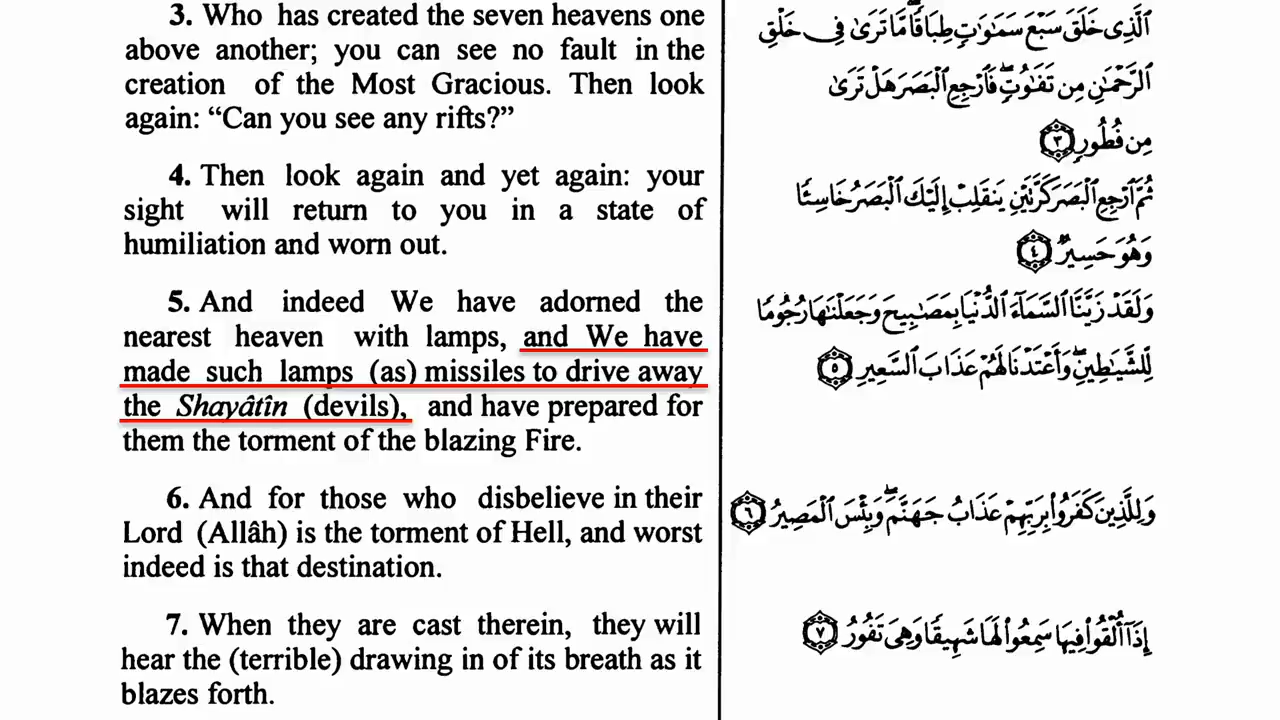 3. Who has created the seven heavens one
above another; you can see no fault in the
creation of the Most Gracious. Then look
again: “Can you see any rifts?”
4. Then look again and yet again: your
sight will return to you in a state of
humiliation and worn out.
5. And indeed We have adorned the
nearest heaven with lamps, and We have
made such lamps (as) missiles to drive away
the Shayâtîn (devils), and have prepared for
them the torment of the blazing Fire.
6. And for those who disbelieve in their
Lord (Allâh) is the torment of Hell, and worst
indeed is that destination.
7. When they are cast therein, they will
hear the (terrible) drawing in of its breath as it
blazes forth.
ٱلَّذِى خَلَقَ سَبْعَ سَمَٰوَٰتٍ طِبَاقًا ۖ مَّا تَرَىٰ فِى خَلْقِ
ٱلرَّحْمَٰنِ مِن تَفَٰوُتٍ ۖ فَٱرْجِعِ ٱلْبَصَرَ هَلْ تَرَىٰ
مِن فُطُورٍ ٣
ثُمَّ ٱرْجِعِ ٱلْبَصَرَ كَرَّتَيْنِ يَنقَلِبْ إِلَيْكَ ٱلْبَصَرُ خَاسِئًا
وَهُوَ حَسِيرٌ ٤
وَلَقَدْ زَيَّنَّا ٱلسَّمَآءَ ٱلدُّنْيَا بِمَصَٰبِيحَ وَجَعَلْنَٰهَا رُجُومًا
لِّلشَّيَٰطِينِ ۖ وَأَعْتَدْنَا لَهُمْ عَذَابَ ٱلسَّعِيرِ ٥
وَلِلَّذِينَ كَفَرُوا۟ بِرَبِّهِمْ عَذَابُ جَهَنَّمَ ۖ وَبِئْسَ ٱلْمَصِيرُ ٦
إِذَآ أُلْقُوا۟ فِيهَا سَمِعُوا۟ لَهَا شَهِيقًا وَهِىَ تَفُورُ ٧